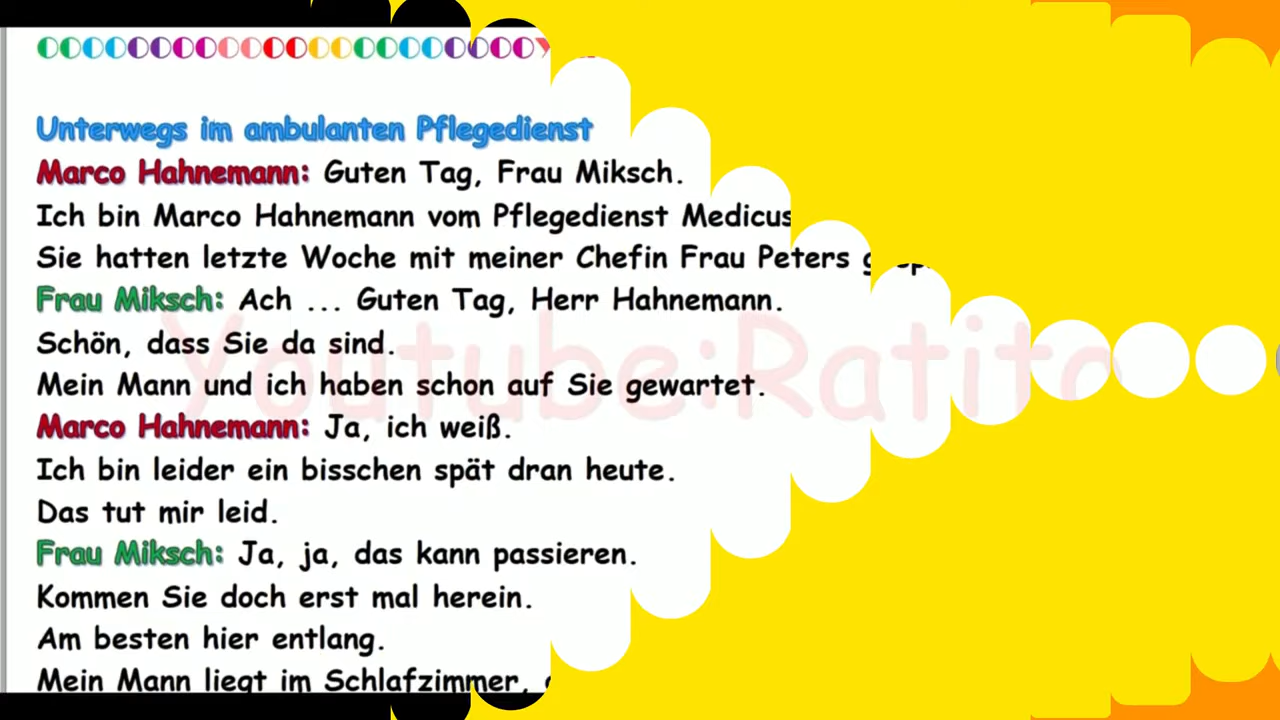 Unterwegs im ambulanten Pflegedienst
Marco Hahnemann: Guten Tag, Frau Miksch.
Ich bin Marco Hahnemann vom Pflegedienst Medicus
Sie hatten letzte Woche mit meiner Chefin Frau Peters
Frau Miksch: Ach ... Guten Tag, Herr Hahnemann.
Schön, dass Sie da sind.
Youtube:Ratito
Mein Mann und ich haben schon auf Sie gewartet.
Marco Hahnemann: Ja, ich weiß.
Ich bin leider ein bisschen spät dran heute.
Das tut mir leid.
Frau Miksch: Ja, ja, das kann passieren.
Kommen Sie doch erst mal herein.
Am besten hier entlang.
Mein Mann liegt im Schlafzimmer,